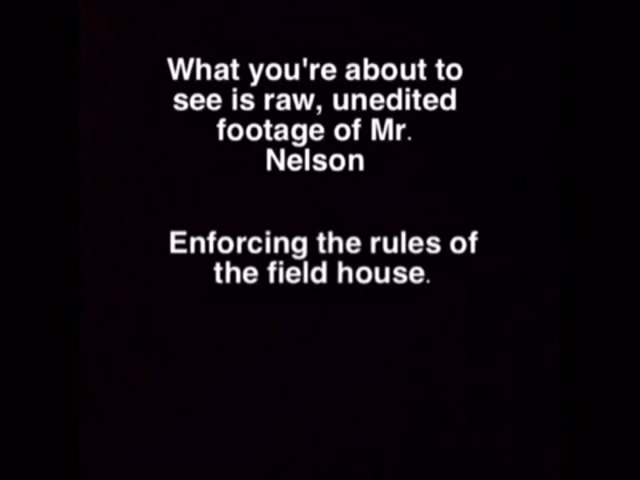 What you're about to
see is raw, unedited
footage of Mr.
Nelson
Enforcing the rules of
the field house.